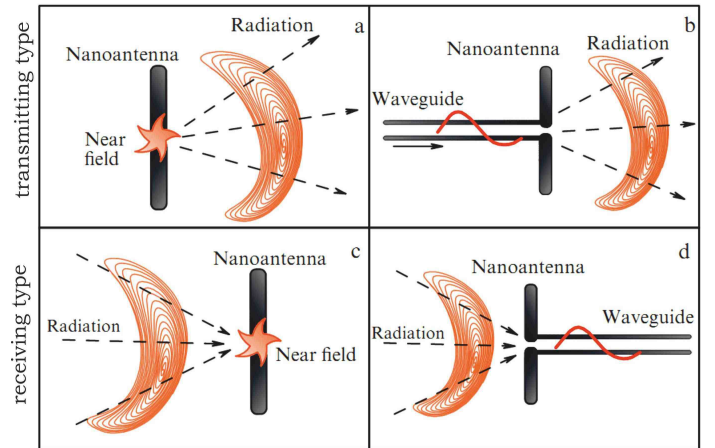 transmitting type
Nanoantenna
Radiation
a
Near
field
Nanoantenna
Radiation
b
Waveguide
receiving type
Nanoantenna
c
Radiation
Near field
Nanoantenna
d
Waveguide
Radiation